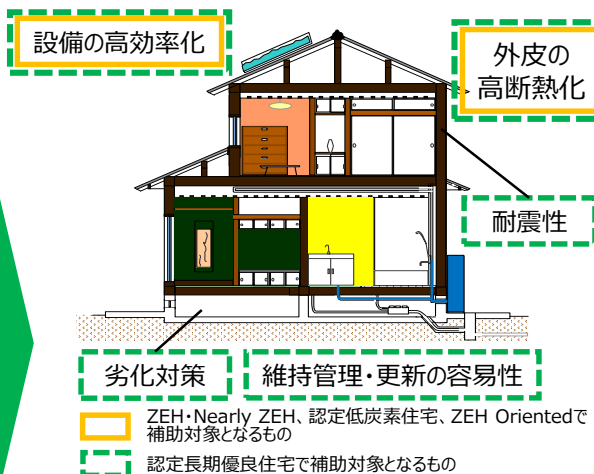 設備の高効率化
外皮の
高断熱化
耐震性
劣化対策
維持管理・更新の容易性
ZEH・Nearly ZEH、認定低炭素住宅、ZEH Orientedで
補助対象となるもの
認定長期優良住宅で補助対象となるもの